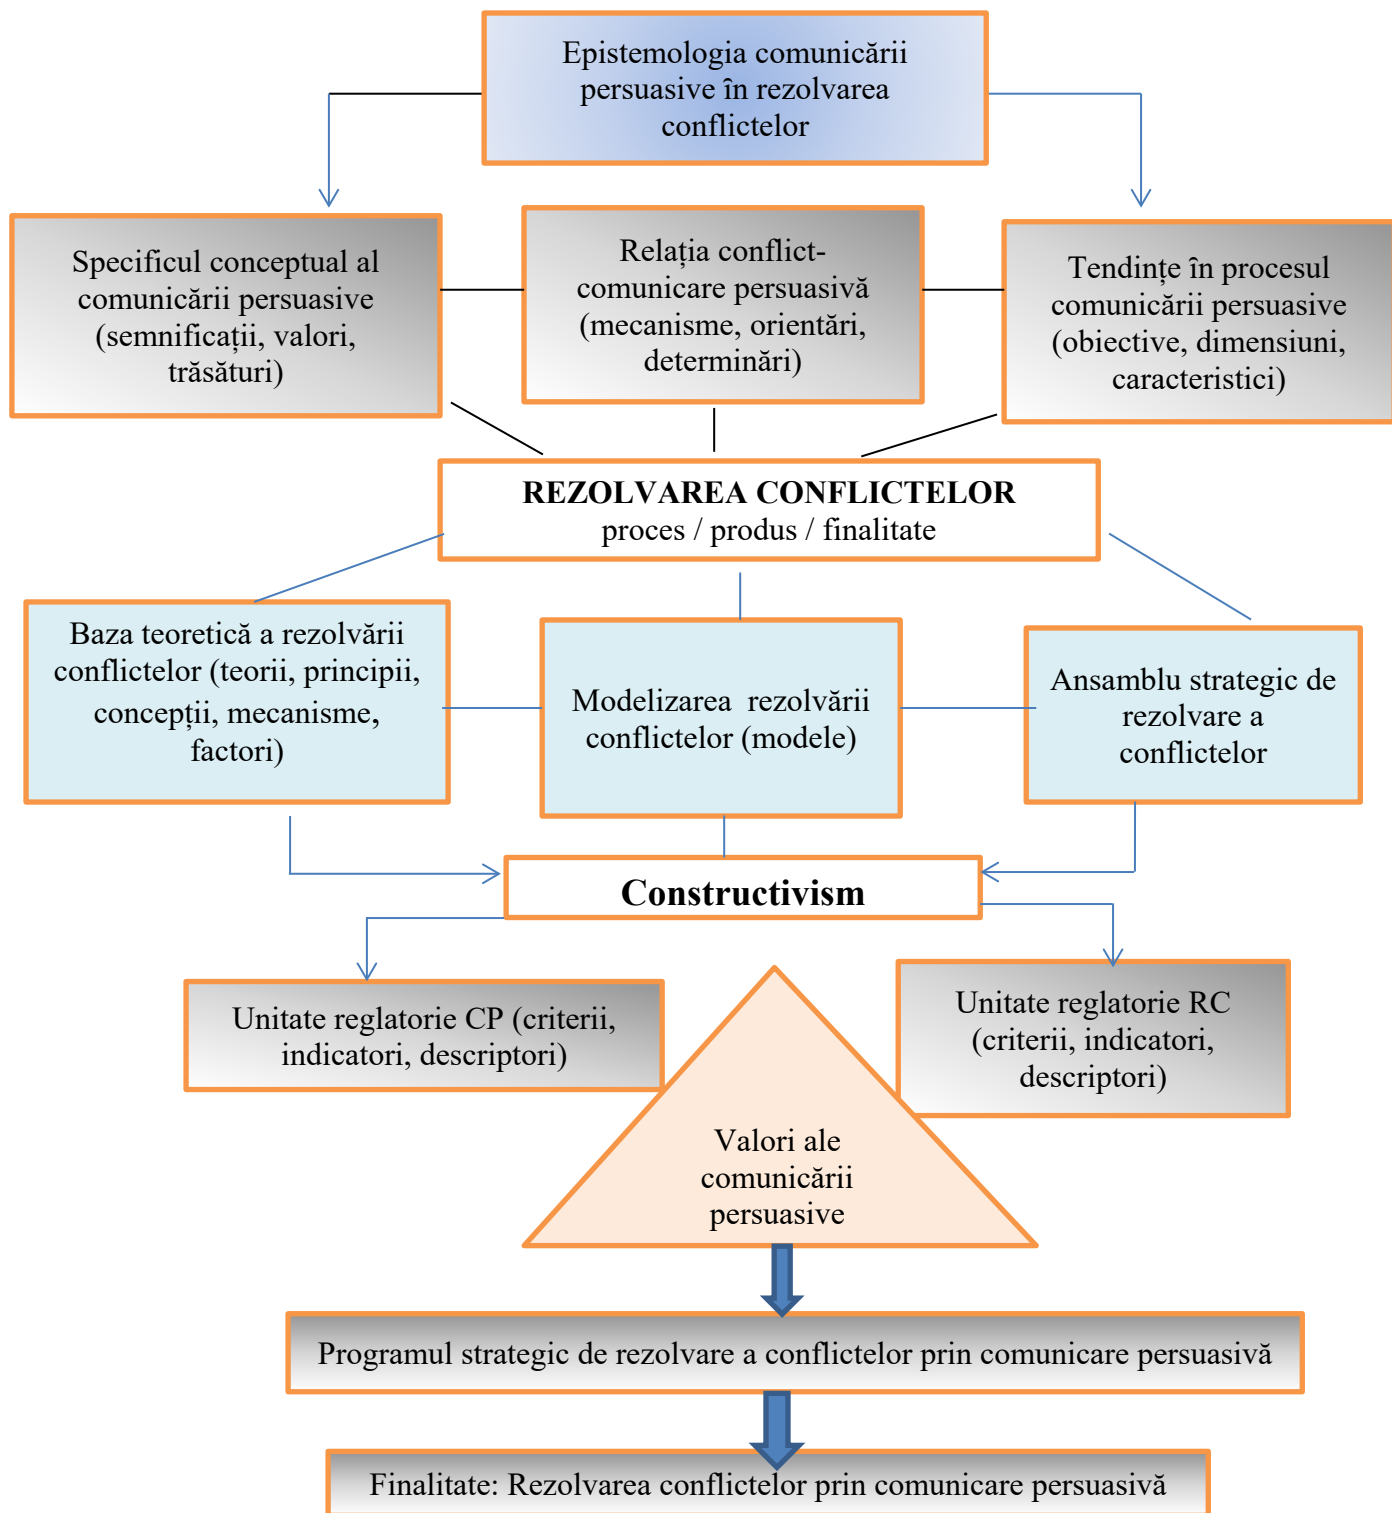 Epistemologia comunicării
persuasive în rezolvarea
conflictelor
Specificul conceptual al
comunicării persuasive
(semnificații, valori,
trăsături)
Relația conflict-
comunicare persuasivă
(mecanisme, orientări,
determinări)
Tendințe în procesul
comunicării persuasive
(obiective, dimensiuni,
caracteristici)
REZOLVAREA CONFLICTELOR
proces / produs / finalitate
Baza teoretică a rezolvării
conflictelor (teorii, principii,
concepții, mecanisme,
factori)
Modelizarea rezolvării
conflictelor (modele)
Ansamblu strategic de
rezolvare a
conflictelor
Constructivism
Unitate reglatorie CP (criterii,
indicatori, descriptori)
Unitate reglatorie RC
(criterii, indicatori,
descriptori)
Valori ale
comunicării
persuasive
Programul strategic de rezolvare a conflictelor prin comunicare persuasivă
Finalitate: Rezolvarea conflictelor prin comunicare persuasivă